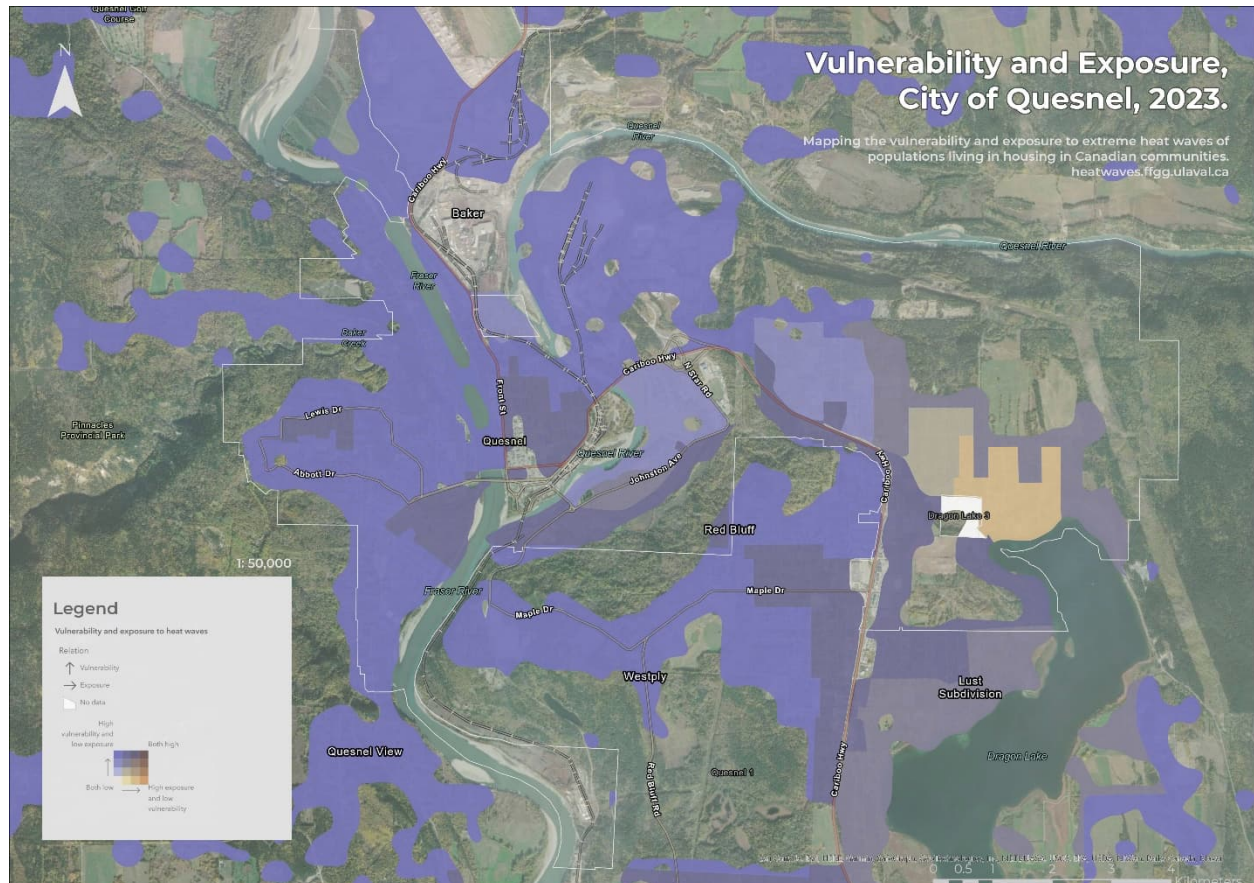 Quesnel Golf
Course
N
Vulnerability and Exposure,
City of Quesnel, 2023.
Mapping the vulnerability and exposure to extreme heat waves of
populations living in housing in Canadian communities.
heatwaves.ffgg.ulaval.ca
Quesnel
River
Cariboo Hwy
Baker
Quesnel River
Fraser
River
Baker
Creek
Cariboo Hwy
N Star Rd
Front St
Lewis Dr
Pinnacles
Provincial Park
Quesnel
Quesnel River
Abbott Dr
Johnston Ave
Cariboo Hwy
Dragon Lake 3
Red Bluff
1: 50,000
Fraser River
Maple Dr
Maple Dr
Westply
Lust
Subdivision
Quesnel View
Red Bluff Rd
Quesnel 1
Cariboo Hwy
Dragon Lake
Legend
Vulnerability and exposure to heat waves
Relation
Vulnerability
Exposure
No data
High
vulnerability and
low exposure
Both high
Both low
High exposure
and low
vulnerability
0 0.5 1 2 3 4
Kilometers